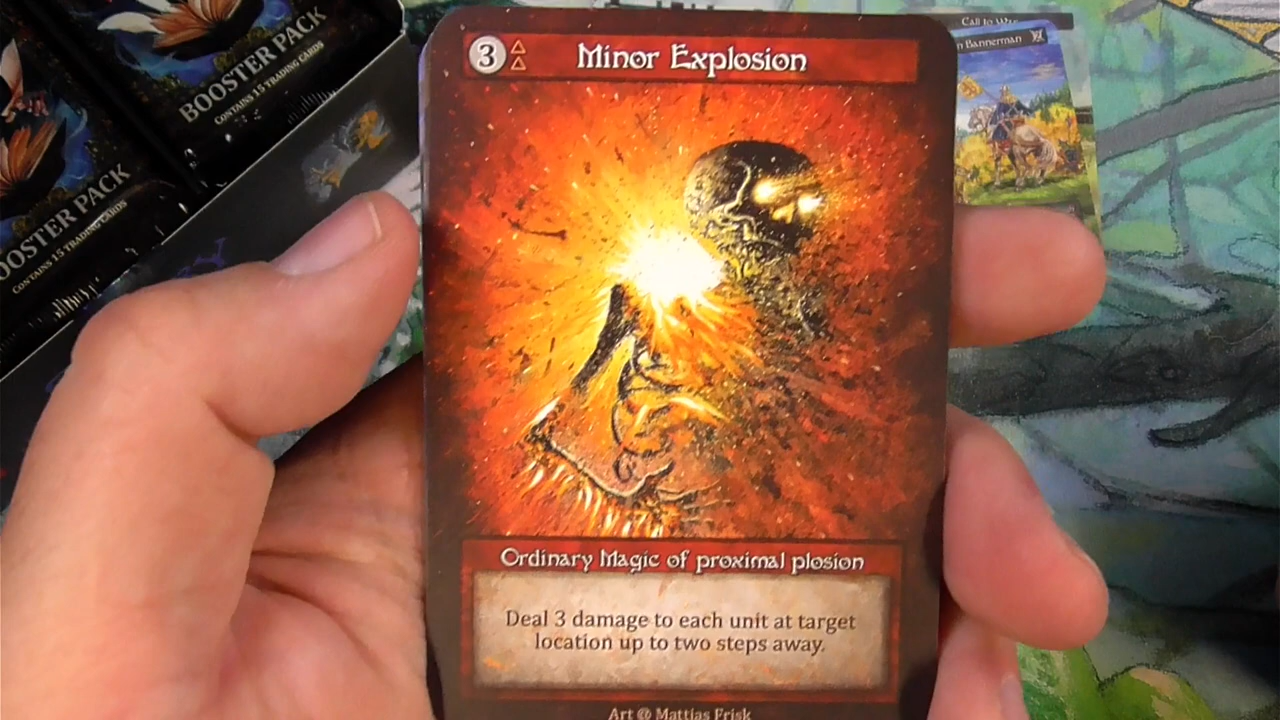 BOOSTER PACK
CONTAINS 15 TRADING CARDS
BOOSTER PACK
CONTAINS 15 TRADING CARDS
3
Minor Explosion
Call to
Bannerman
Ordinary Magic of proximal plosion
Deal 3 damage to each unit at target
location up to two steps away.
Art @ Mattias Frisk